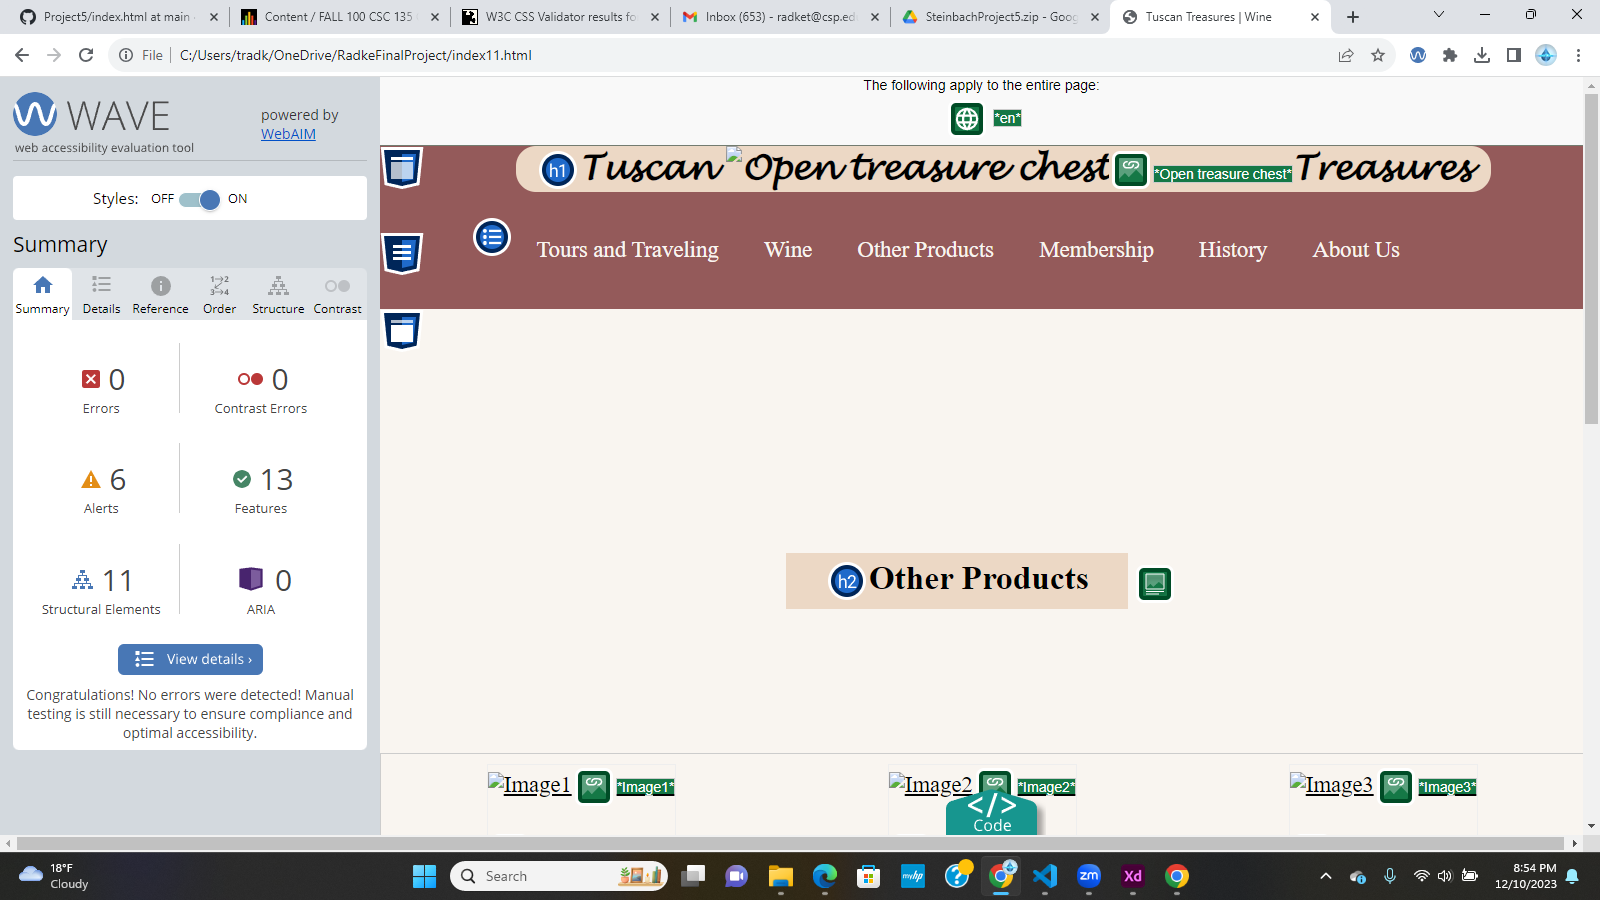 Project5/index.html at main
Content / FALL 100 CSC 135
W3C CSS Validator results fo
Inbox (653) - radket@csp.ed
SteinbachProject5.zip - Goog
Tuscan Treasures | Wine
File
C:/Users/tradk/OneDrive/RadkeFinalProject/index11.html
WAVE
web accessibility evaluation tool
powered by
WebAIM
Styles: OFF ON
Summary
Summary Details Reference Order Structure Contrast
0
Errors
0
Contrast Errors
6
Alerts
13
Features
11
Structural Elements
0
ARIA
View details ›
Congratulations! No errors were detected! Manual
testing is still necessary to ensure compliance and
optimal accessibility.
The following apply to the entire page:
*en*
h1 Tuscan Open treasure chest *Open treasure chest* Treasures
Tours and Traveling Wine Other Products Membership History About Us
h2 Other Products
Image1 *Image1* Image2 *Image2* Image3 *Image3*
</>
Code
18°F
Cloudy
Search
myhp
zm
Xd
8:54 PM
12/10/2023